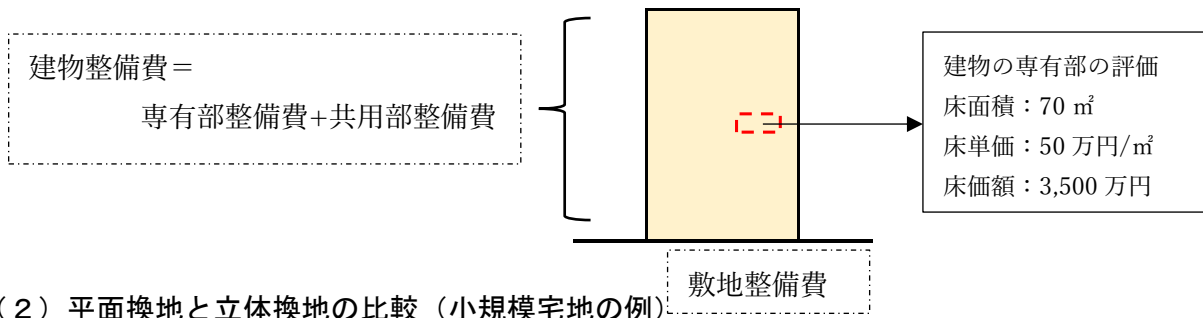 建物整備費＝
専有部整備費+共用部整備費
建物の専有部の評価
床面積：70 ㎡
床単価：50 万円/㎡
床価額：3,500 万円
敷地整備費
（２）平面換地と立体換地の比較（小規模宅地の例）